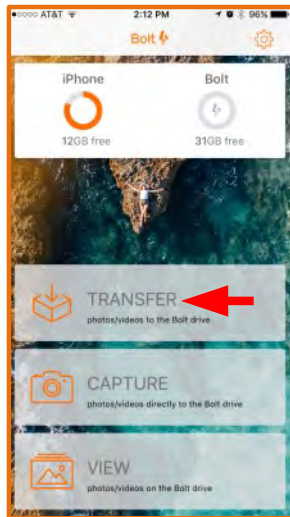 AT&T 2:12 PM 96%
Bolt
iPhone Bolt
12GB free 31GB free
TRANSFER
photos/videos to the Bolt drive
CAPTURE
photos/videos directly to the Bolt drive
VIEW
photos/videos on the Bolt drive